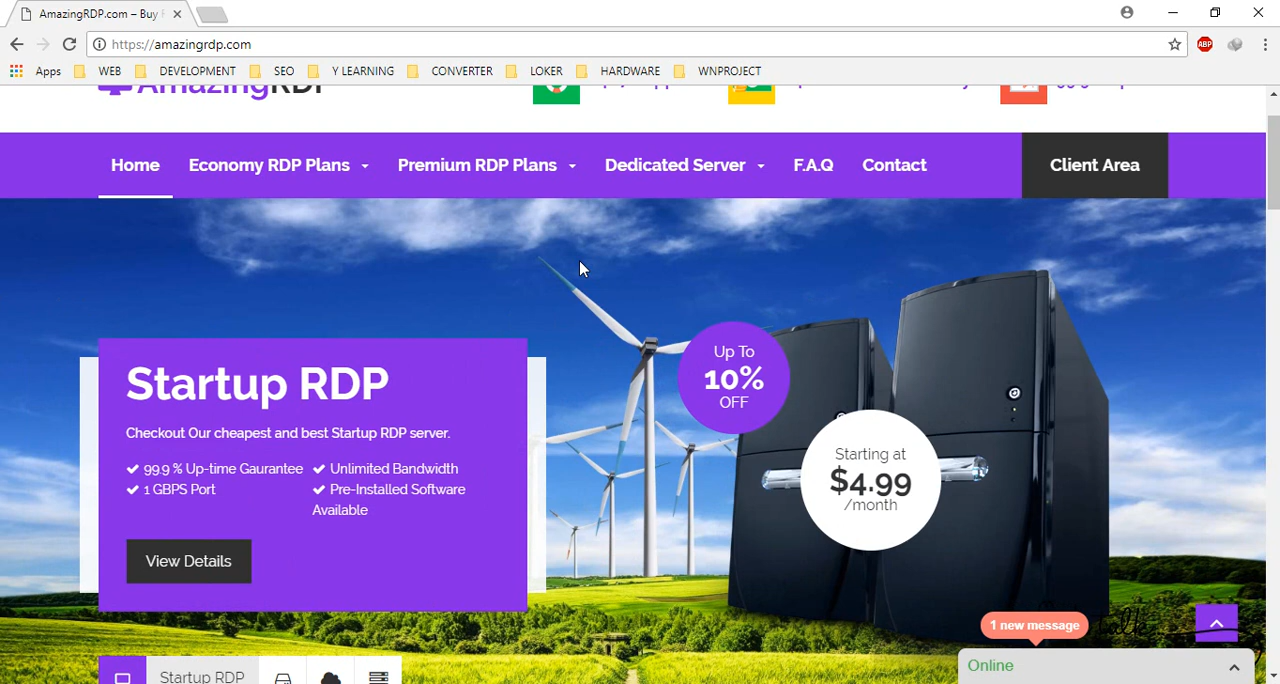 AmazingRDP.com – Buy
https://amazingrdp.com
ABP
Apps WEB DEVELOPMENT SEO Y LEARNING CONVERTER LOKER HARDWARE WNPROJECT
AmazingRDP
Home Economy RDP Plans Premium RDP Plans Dedicated Server F.A.Q Contact Client Area
Startup RDP
Checkout Our cheapest and best Startup RDP server.
99.9 % Up-time Gaurantee
Unlimited Bandwidth
1 GBPS Port
Pre-Installed Software
Available
View Details
Up To
10%
OFF
Starting at
$4.99
/month
1 new message
Online
Startup RDP